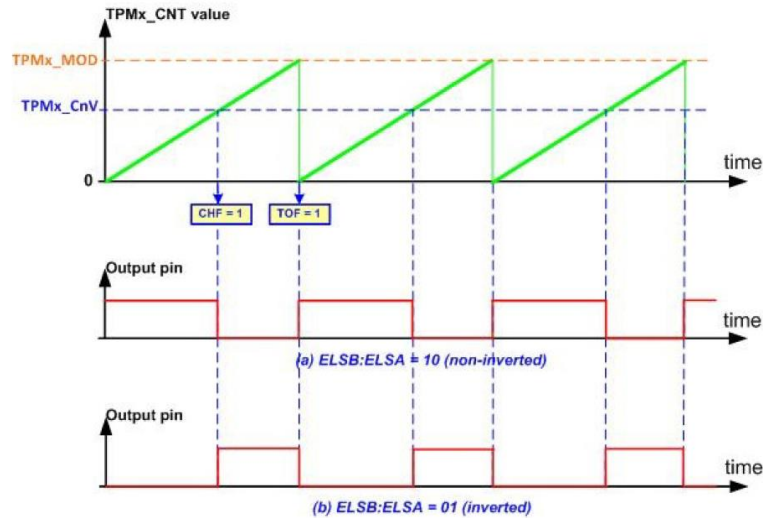 TPMx_CNT value
TPMx_MOD
TPMx_CnV
0
time
CHF = 1
TOF = 1
Output pin
time
(a) ELSB:ELSA = 10 (non-inverted)
Output pin
time
(b) ELSB:ELSA = 01 (inverted)